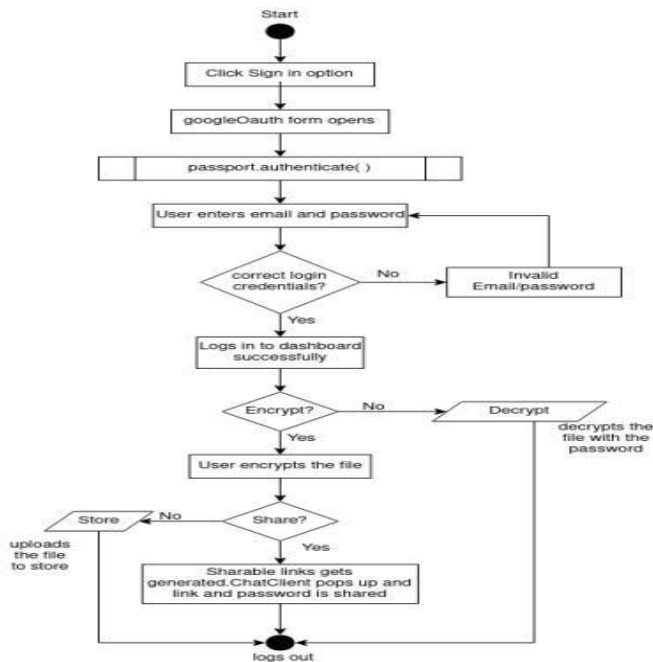 Start
Click Sign in option
googleOauth form opens
passport.authenticate( )
User enters email and password
correct login
credentials?
No
Invalid
Email/password
Yes
Logs in to dashboard
successfully
Encrypt?
No
Decrypt
decrypts the
file with the
password
Yes
User encrypts the file
Share?
No
Store
uploads
the file
to store
Yes
Sharable links gets
generated.ChatClient pops up and
link and password is shared
logs out